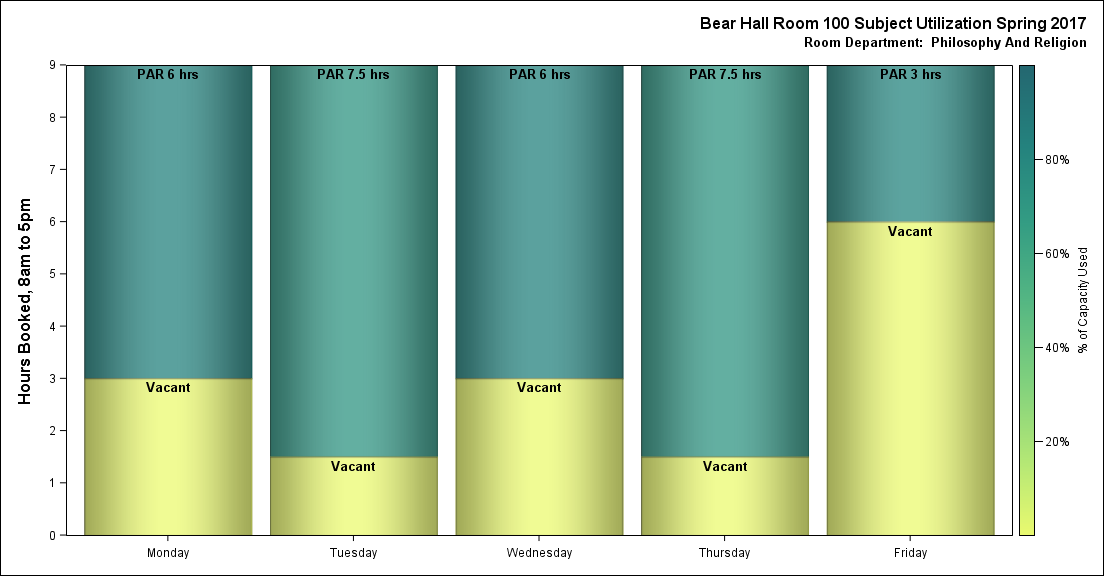 Bear Hall Room 100 Subject Utilization Spring 2017
Room Department:  Philosophy And Religion
Hours Booked, 8am to 5pm
9
8
7
6
5
4
3
2
1
0
PAR 6 hrs
PAR 7.5 hrs
PAR 6 hrs
PAR 7.5 hrs
PAR 3 hrs
Vacant
Vacant
Vacant
Vacant
Vacant
Monday
Tuesday
Wednesday
Thursday
Friday
80%
60%
40%
20%
% of Capacity Used